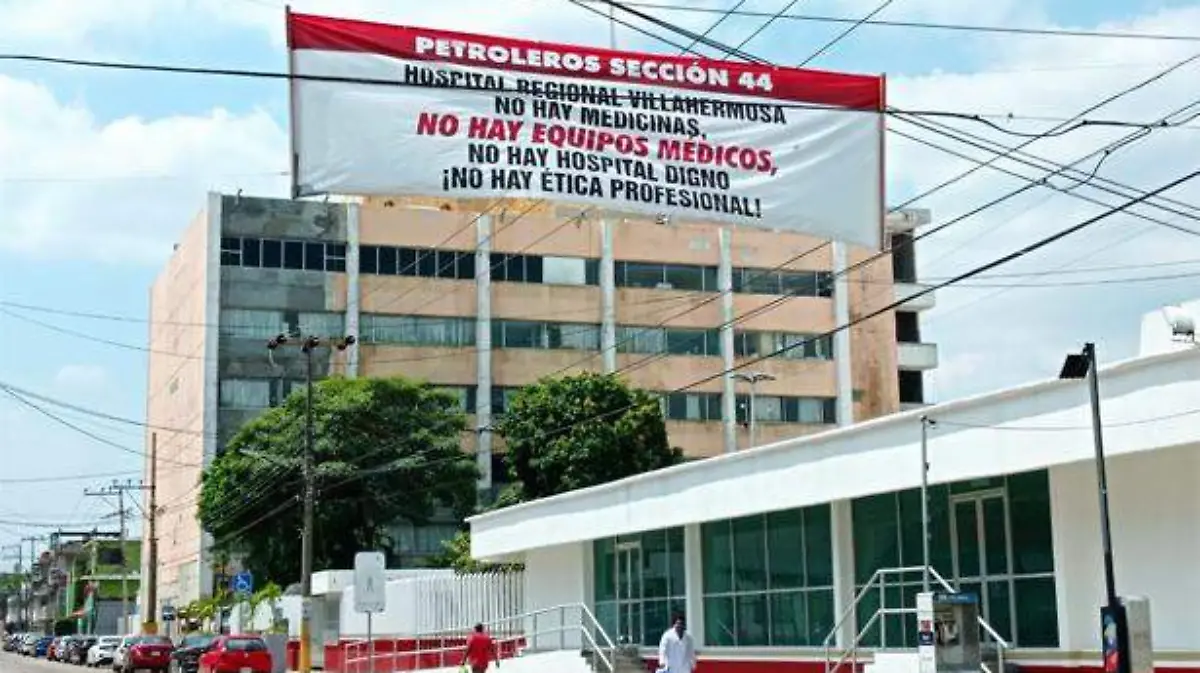 PETROLEROS SECCIÓN 44
HOSPITAL REGIONAL VILLAHERMOSA
NO HAY MEDICINAS,
NO HAY EQUIPOS MEDICOS,
NO HAY HOSPITAL DIGNO
¡NO HAY ÉTICA PROFESIONAL!